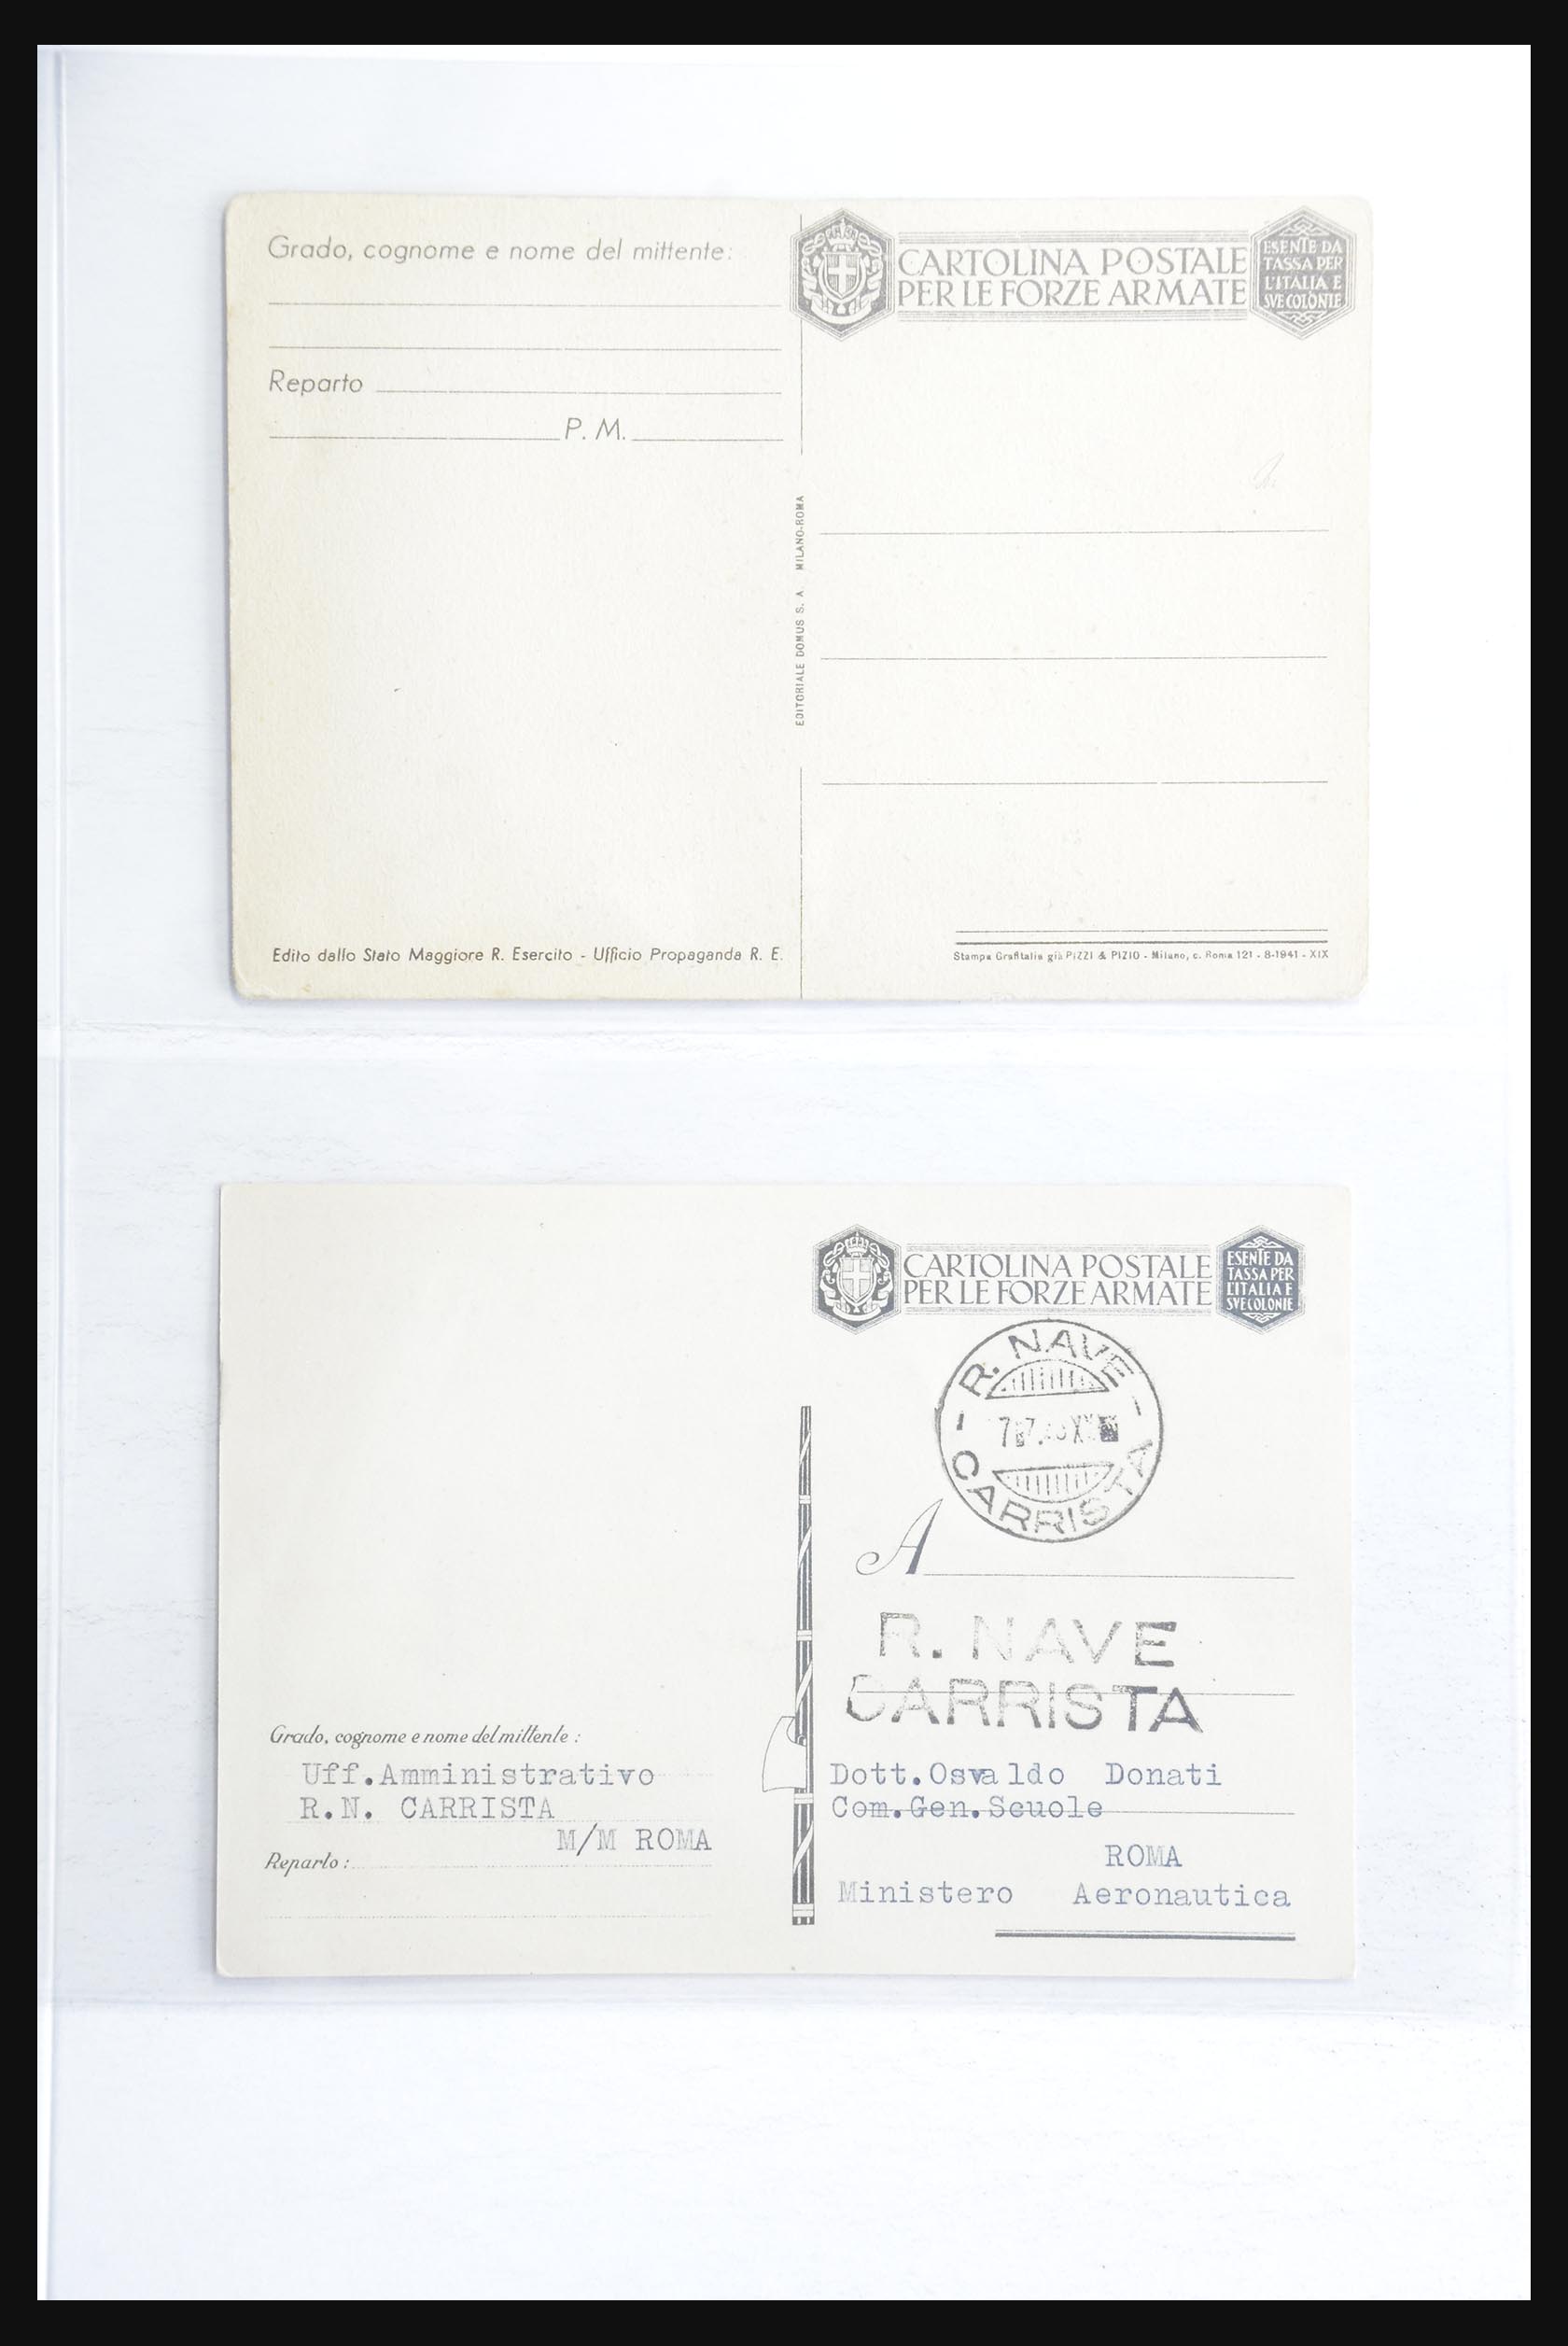 Grado, cognome e nome del mittente:
Reparto
P. M.
CARTOLINA POSTALE
PER LE FORZE ARMATE
ESENTE DA
TASSA PER
L'ITALIA E
SVE COLONIE
EDITORIALE DOMUS S. A. MILANO-ROMA
Edito dallo Stato Maggiore R. Esercito - Ufficio Propaganda R. E.
Stampa Grafitalia già PIZZI & PIZIO - Milano, c. Roma 121 - 8-1941 - XIX
CARTOLINA POSTALE
PER LE FORZE ARMATE
ESENTE DA
TASSA PER
L'ITALIA E
SVE COLONIE
R. NAVE
CARRISTA
A
R. NAVE
CARRISTA
Grado, cognome e nome del mittente :
Uff.Amministrativo
R.N. CARRISTA
M/M ROMA
Reparto :
Dott.Osvaldo Donati
Com.Gen.Scuole
ROMA
Ministero Aeronautica